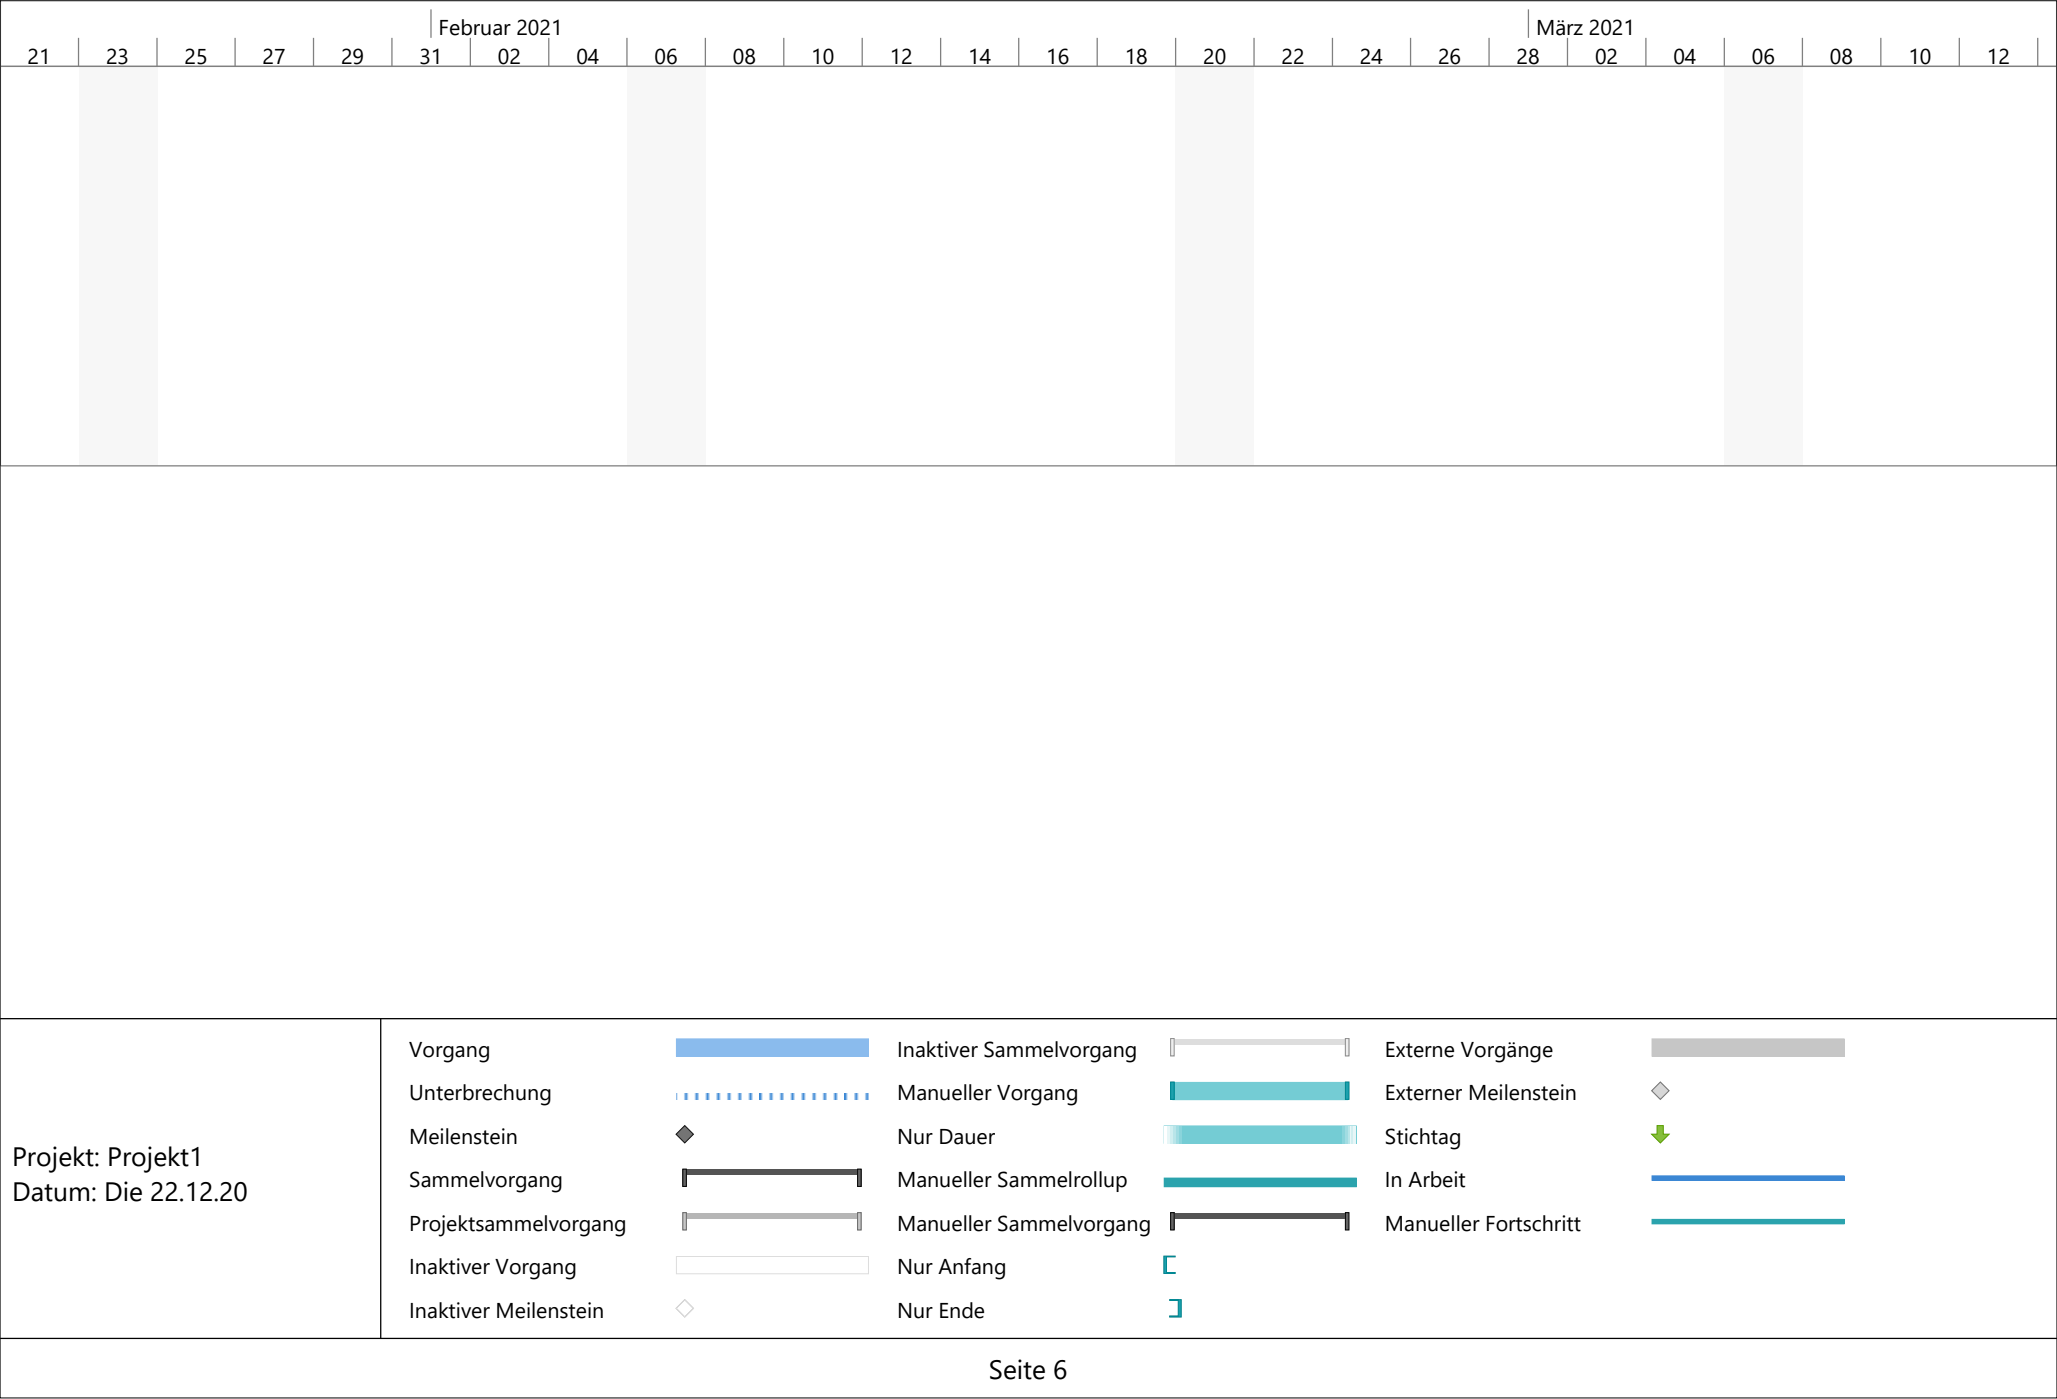 Februar 2021 März 2021
21 23 25 27 29 31 02 04 06 08 10 12 14 16 18 20 22 24 26 28 02 04 06 08 10 12
Projekt: Projekt1
Datum: Die 22.12.20
Vorgang
Unterbrechung
Meilenstein
Sammelvorgang
Projektsammelvorgang
Inaktiver Vorgang
Inaktiver Meilenstein
Inaktiver Sammelvorgang
Manueller Vorgang
Nur Dauer
Manueller Sammelrollup
Manueller Sammelvorgang
Nur Anfang
Nur Ende
Externe Vorgänge
Externer Meilenstein
Stichtag
In Arbeit
Manueller Fortschritt
Seite 6